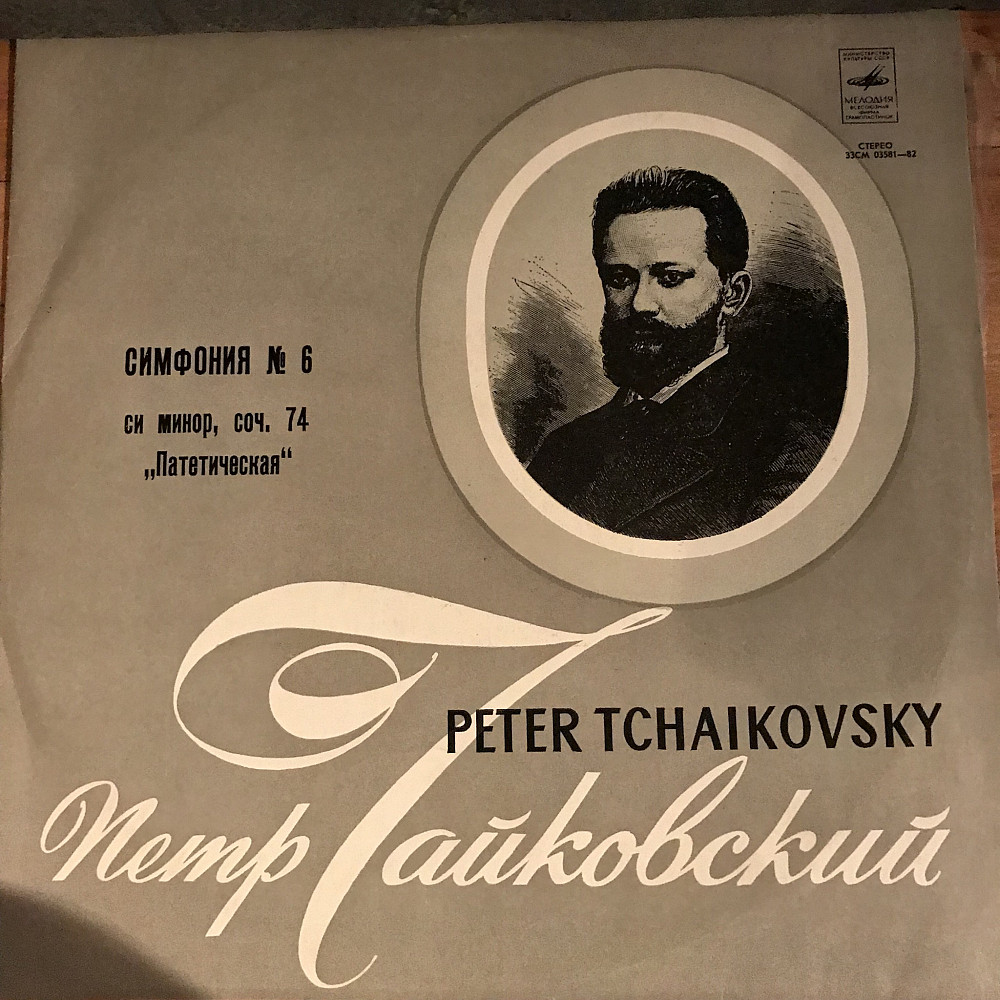 МИНИСТЕРСТВО
КУЛЬТУРЫ СССР
МЕЛОДИЯ
ВСЕСОЮЗНАЯ
ФИРМА
ГРАМПЛАСТИНОК
СТЕРЕО
33СМ 03581—82
СИМФОНИЯ № 6
си минор, соч. 74
„Патетическая“
PETER TCHAIKOVSKY
Петр Чайковский